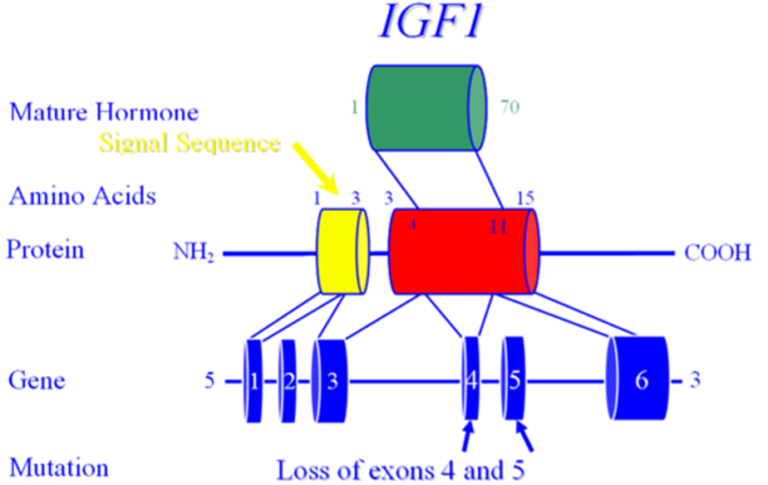 IGF1
Mature Hormone 1 70
Signal Sequence
Amino Acids 1 3 3 15
4 11
Protein NH₂ COOH
Gene 5 1 2 3 4 5 6 3
Mutation Loss of exons 4 and 5